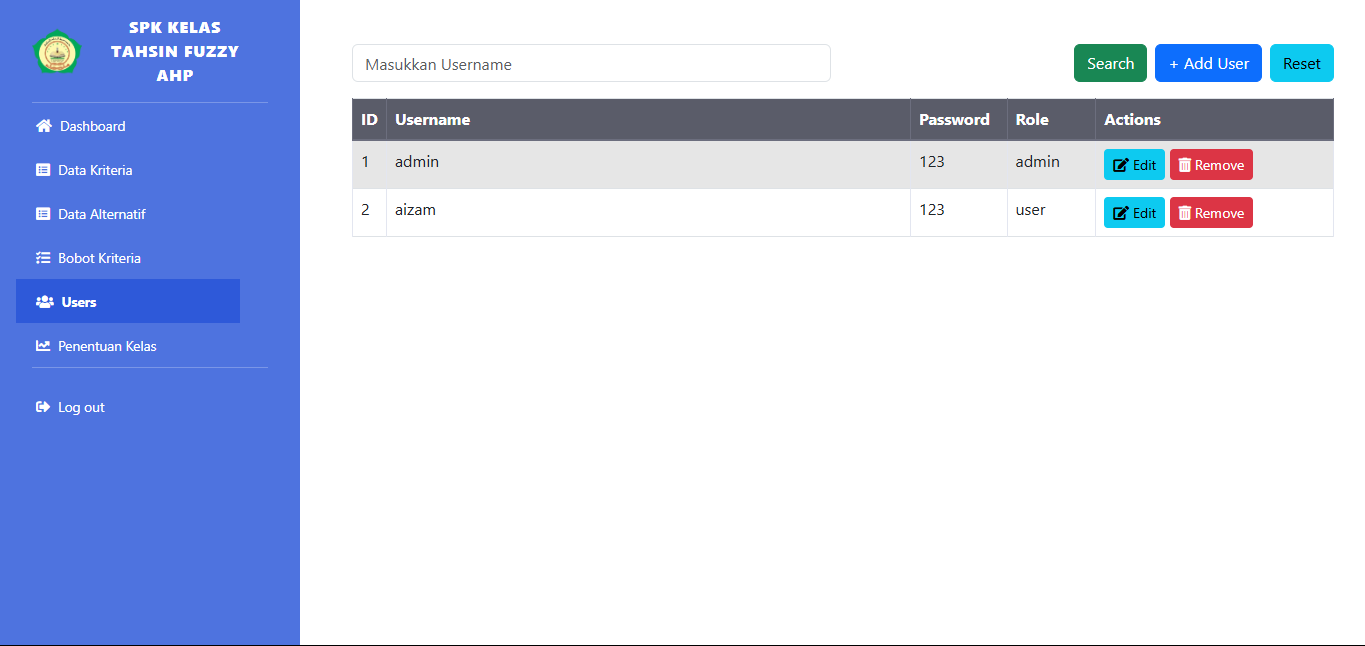 SPK KELAS
TAHSIN FUZZY
AHP
Dashboard
Data Kriteria
Data Alternatif
Bobot Kriteria
Users
Penentuan Kelas
Log out
Masukkan Username Search + Add User Reset
ID Username Password Role Actions
1 admin 123 admin Edit Remove
2 aizam 123 user Edit Remove